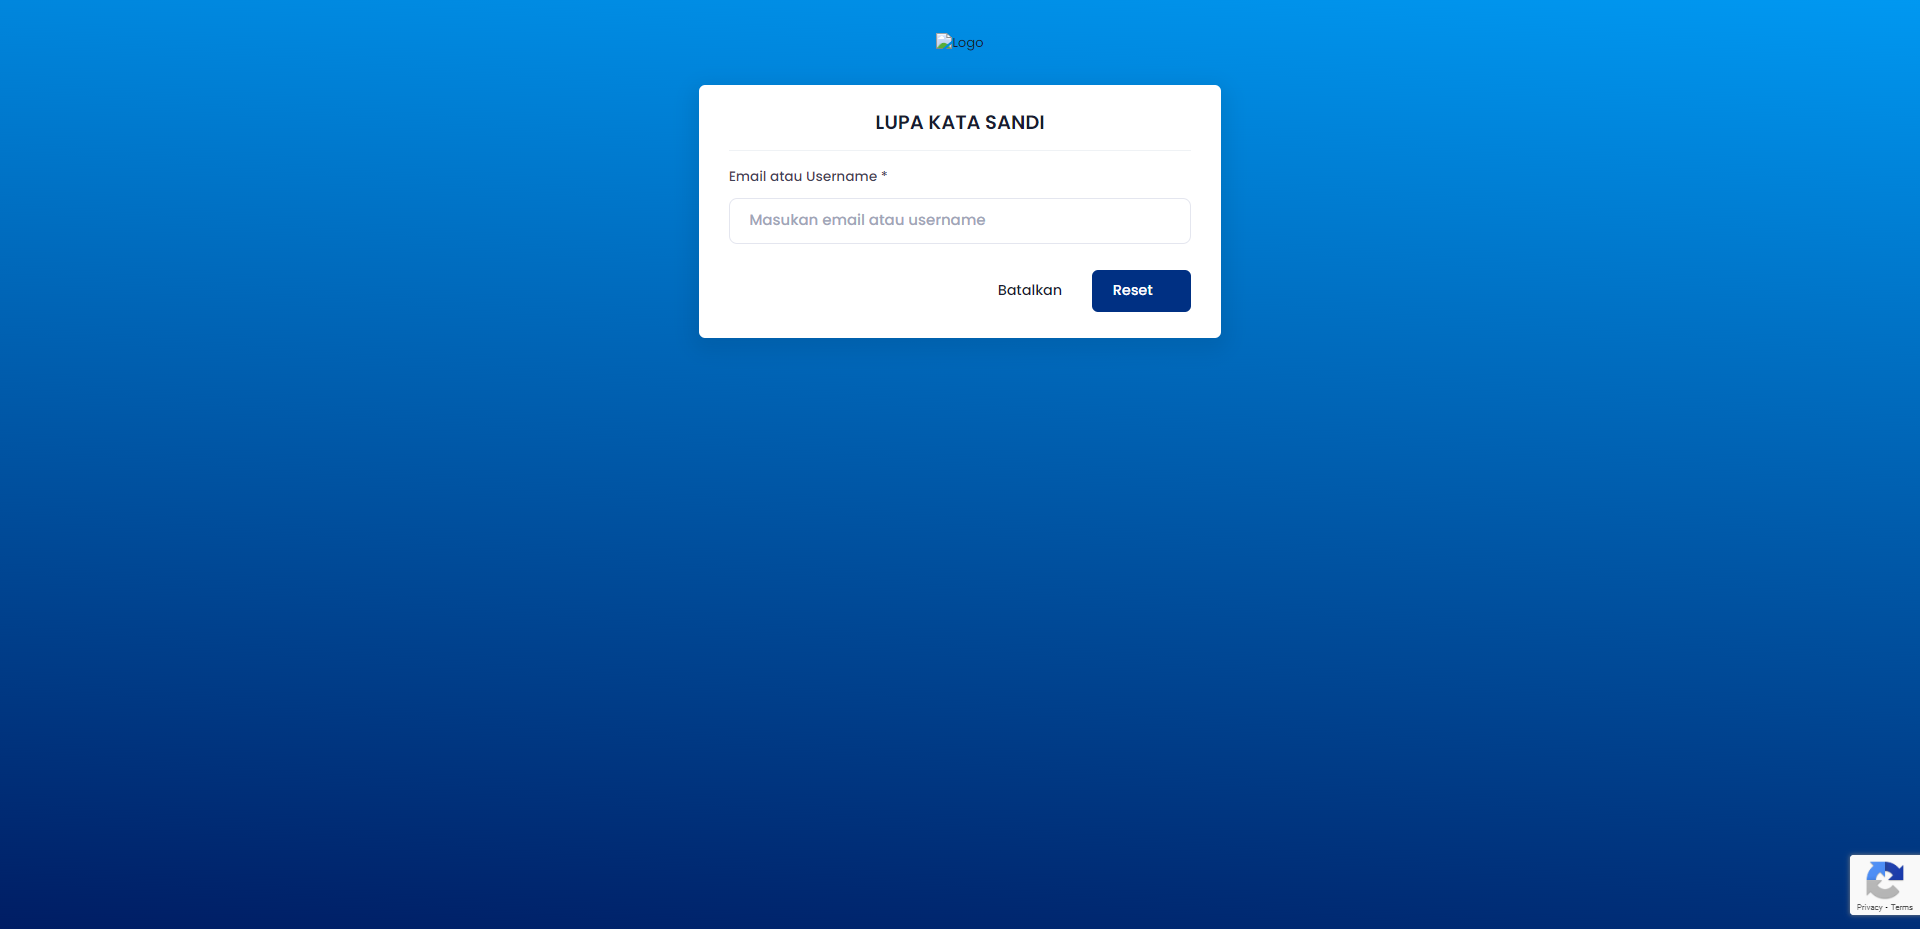 Logo
LUPA KATA SANDI
Email atau Username *
Masukan email atau username
Batalkan
Reset
Privacy - Terms